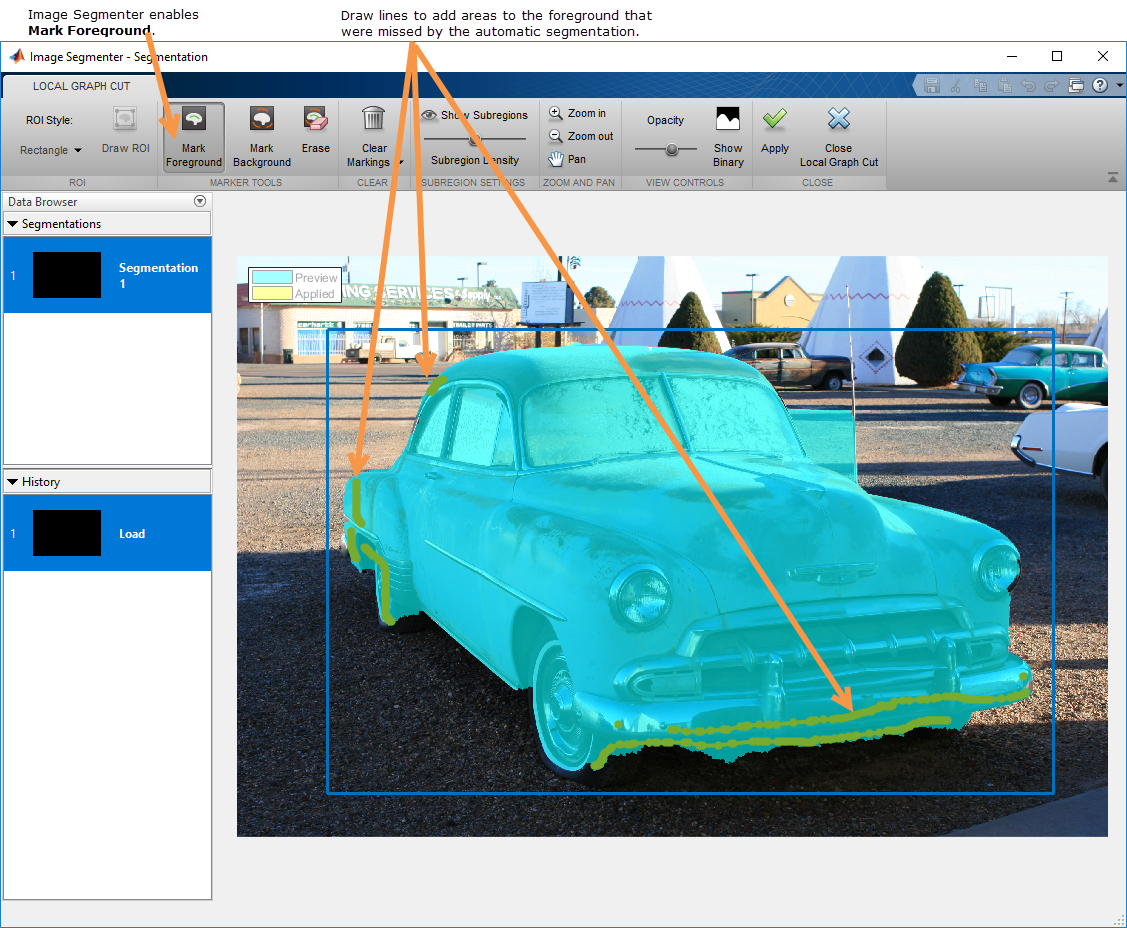 Image Segmenter enables
Mark Foreground.
Draw lines to add areas to the foreground that
were missed by the automatic segmentation.
Image Segmenter - Segmentation
LOCAL GRAPH CUT
ROI Style:
Rectangle
Draw ROI
Mark
Foreground
Mark
Background
Erase
Clear
Markings
Show Subregions
Subregion Density
Zoom in
Zoom out
Pan
Opacity
Show
Binary
Apply
Close
Local Graph Cut
ROI
MARKER TOOLS
CLEAR
SUBREGION SETTINGS
ZOOM AND PAN
VIEW CONTROLS
CLOSE
Data Browser
Segmentations
1
Segmentation
1
History
1
Load
Preview
Applied
NG SERVICES & Supply
carhartt